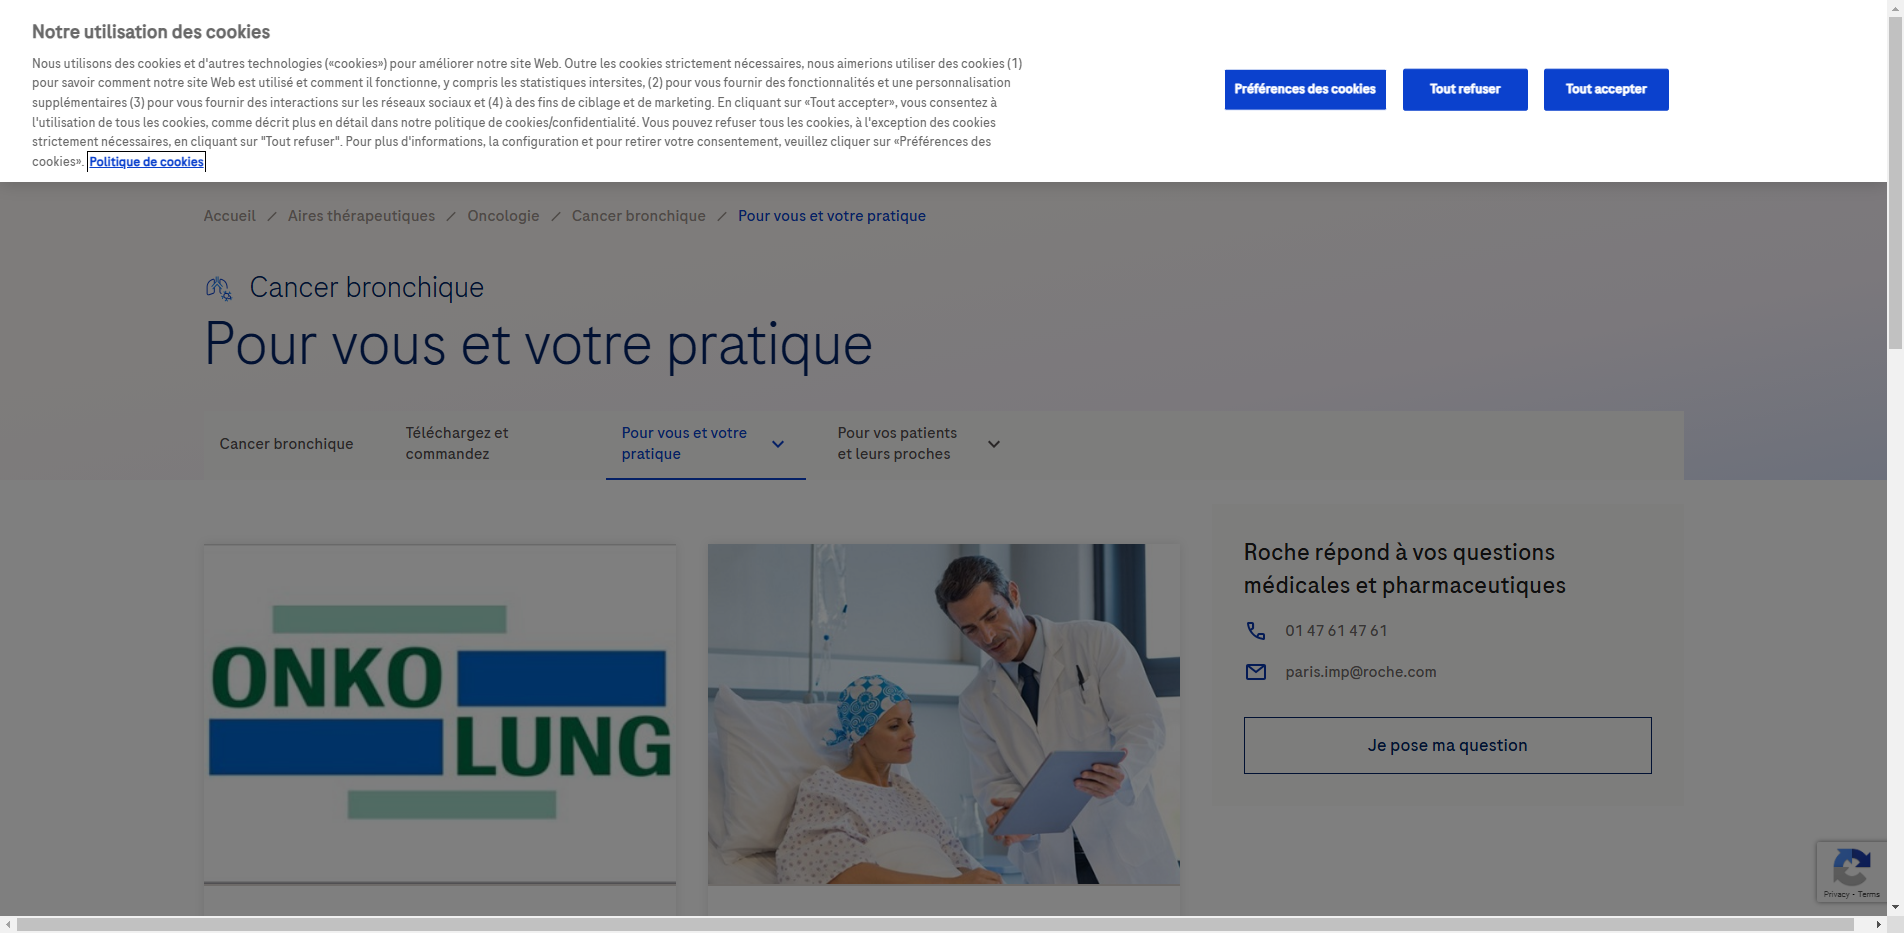 Notre utilisation des cookies
Nous utilisons des cookies et d'autres technologies («cookies») pour améliorer notre site Web. Outre les cookies strictement nécessaires, nous aimerions utiliser des cookies (1)
pour savoir comment notre site Web est utilisé et comment il fonctionne, y compris les statistiques intersites, (2) pour vous fournir des fonctionnalités et une personnalisation
supplémentaires (3) pour vous fournir des interactions sur les réseaux sociaux et (4) à des fins de ciblage et de marketing. En cliquant sur «Tout accepter», vous consentez à
l'utilisation de tous les cookies, comme décrit plus en détail dans notre politique de cookies/confidentialité. Vous pouvez refuser tous les cookies, à l'exception des cookies
strictement nécessaires, en cliquant sur "Tout refuser". Pour plus d'informations, la configuration et pour retirer votre consentement, veuillez cliquer sur «Préférences des
cookies». Politique de cookies
Préférences des cookies
Tout refuser
Tout accepter
Accueil / Aires thérapeutiques / Oncologie / Cancer bronchique / Pour vous et votre pratique
Cancer bronchique
Pour vous et votre pratique
Cancer bronchique
Téléchargez et
commandez
Pour vous et votre
pratique
Pour vos patients
et leurs proches
ONKO
LUNG
Roche répond à vos questions
médicales et pharmaceutiques
01 47 61 47 61
paris.imp@roche.com
Je pose ma question
Privacy - Terms